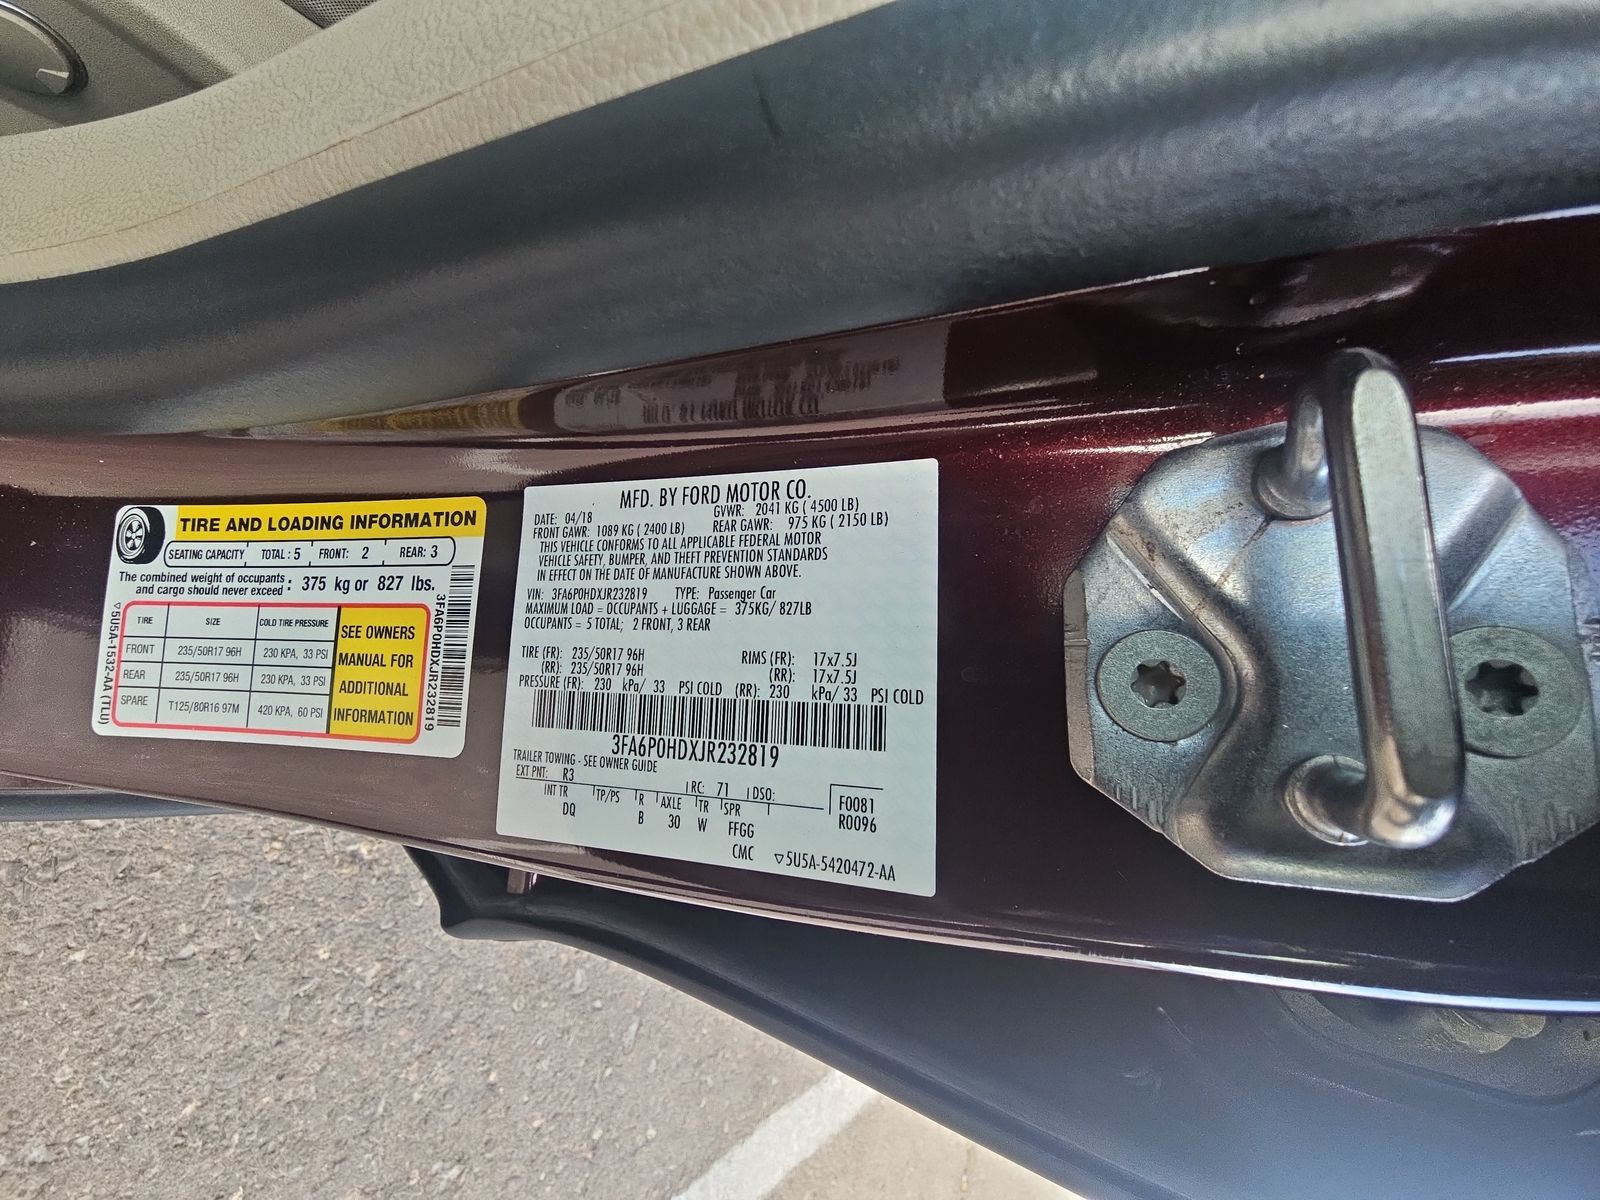 TIRE AND LOADING INFORMATION
SEATING CAPACITY TOTAL : 5 FRONT: 2 REAR: 3
The combined weight of occupants and cargo should never exceed : 375 kg or 827 lbs.
TIRE SIZE COLD TIRE PRESSURE
FRONT 235/50R17 96H 230 KPA, 33 PSI
REAR 235/50R17 96H 230 KPA, 33 PSI
SPARE T125/80R16 97M 420 KPA, 60 PSI
SEE OWNERS
MANUAL FOR
ADDITIONAL
INFORMATION
▽5U5A-1532-AA (TLU)
3FA6P0HDXJR232819
MFD. BY FORD MOTOR CO.
DATE: 04/18 GVWR: 2041 KG ( 4500 LB)
FRONT GAWR: 1089 KG ( 2400 LB) REAR GAWR: 975 KG ( 2150 LB)
THIS VEHICLE CONFORMS TO ALL APPLICABLE FEDERAL MOTOR
VEHICLE SAFETY, BUMPER, AND THEFT PREVENTION STANDARDS
IN EFFECT ON THE DATE OF MANUFACTURE SHOWN ABOVE.
VIN: 3FA6P0HDXJR232819 TYPE: Passenger Car
MAXIMUM LOAD = OCCUPANTS + LUGGAGE = 375KG/ 827LB
OCCUPANTS = 5 TOTAL; 2 FRONT, 3 REAR
TIRE (FR): 235/50R17 96H RIMS (FR): 17x7.5J
(RR): 235/50R17 96H (RR): 17x7.5J
PRESSURE (FR): 230 kPa/ 33 PSI COLD (RR): 230 kPa/ 33 PSI COLD
3FA6P0HDXJR232819
TRAILER TOWING - SEE OWNER GUIDE
EXT PNT: R3 RC: 71 DSO:
INT TR TP/PS R AXLE TR SPR
DQ B 30 W FFGG
F0081
R0096
CMC ▽5U5A-5420472-AA